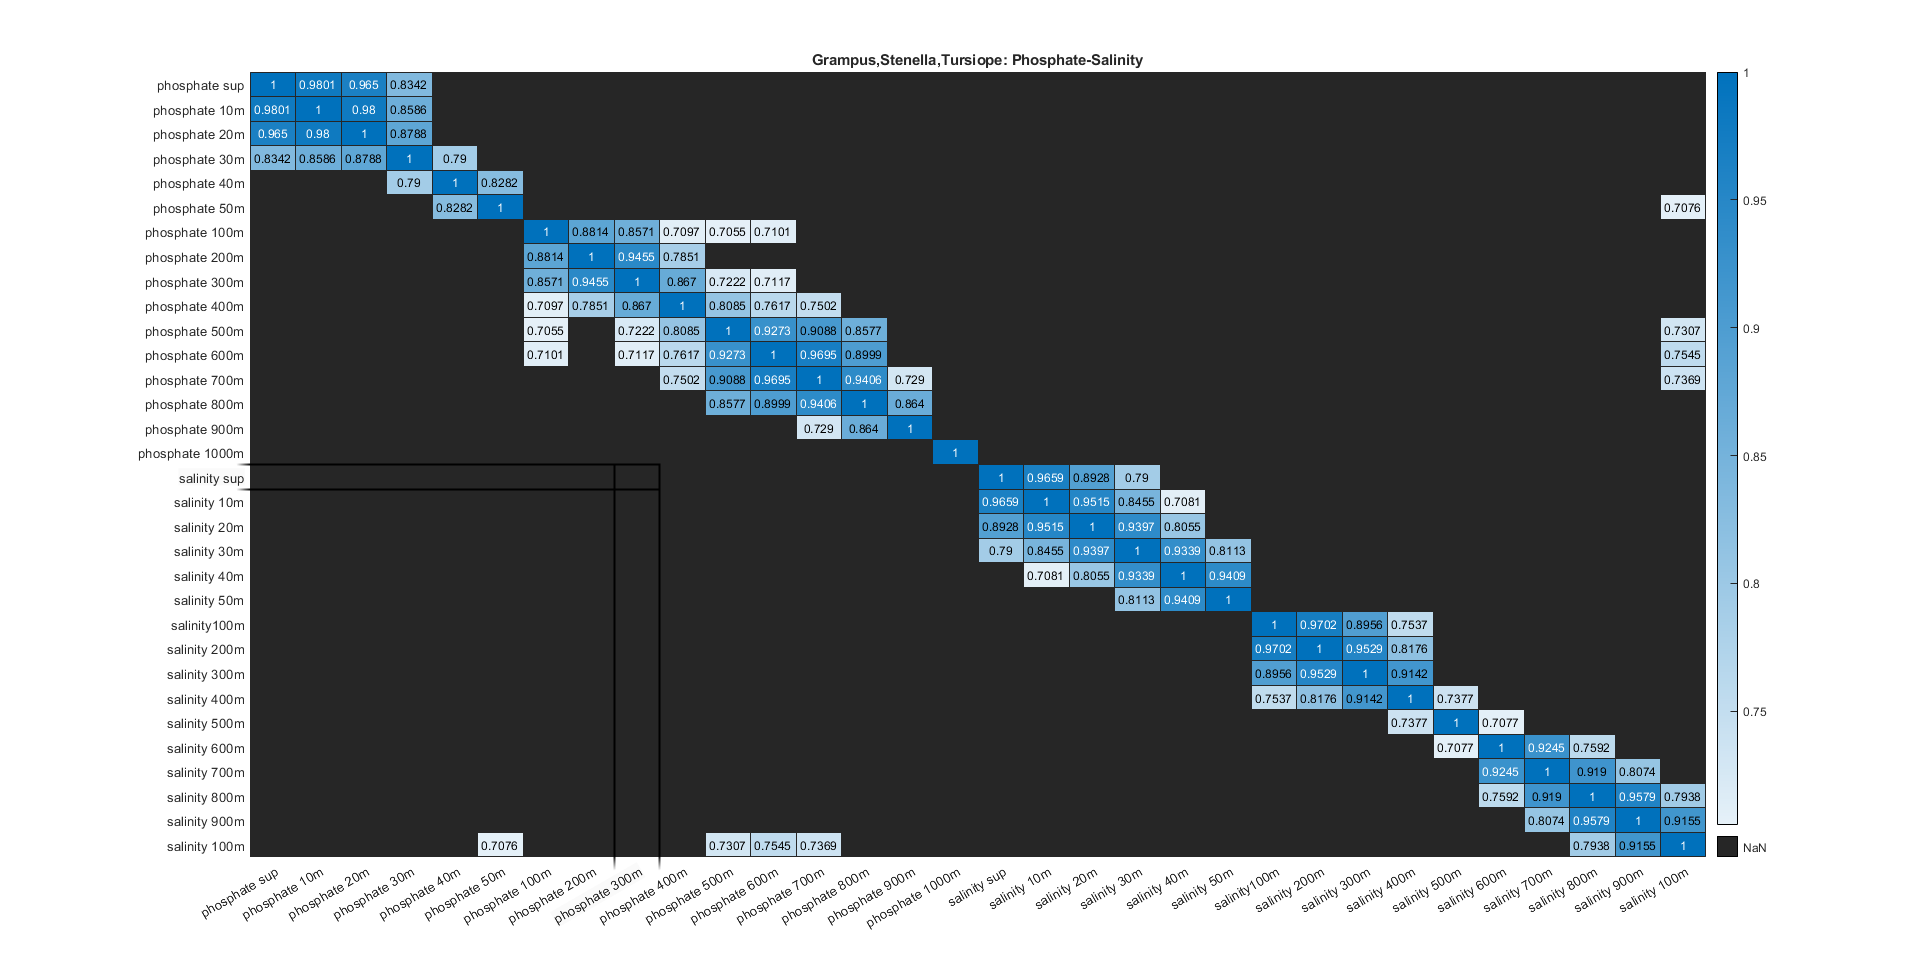 Grampus,Stenella,Tursiope: Phosphate-Salinity
phosphate sup 1 0.9801 0.965 0.8342
phosphate 10m 0.9801 1 0.98 0.8586
phosphate 20m 0.965 0.98 1 0.8788
phosphate 30m 0.8342 0.8586 0.8788 1 0.79
phosphate 40m 0.79 1 0.8282
phosphate 50m 0.8282 1 0.7076
phosphate 100m 1 0.8814 0.8571 0.7097 0.7055 0.7101
phosphate 200m 0.8814 1 0.9455 0.7851
phosphate 300m 0.8571 0.9455 1 0.867 0.7222 0.7117
phosphate 400m 0.7097 0.7851 0.867 1 0.8085 0.7617 0.7502
phosphate 500m 0.7055 0.7222 0.8085 1 0.9273 0.9088 0.8577 0.7307
phosphate 600m 0.7101 0.7117 0.7617 0.9273 1 0.9695 0.8999 0.7545
phosphate 700m 0.7502 0.9088 0.9695 1 0.9406 0.729 0.7369
phosphate 800m 0.8577 0.8999 0.9406 1 0.864
phosphate 900m 0.729 0.864 1
phosphate 1000m 1
salinity sup 1 0.9659 0.8928 0.79
salinity 10m 0.9659 1 0.9515 0.8455 0.7081
salinity 20m 0.8928 0.9515 1 0.9397 0.8055
salinity 30m 0.79 0.8455 0.9397 1 0.9339 0.8113
salinity 40m 0.7081 0.8055 0.9339 1 0.9409
salinity 50m 0.8113 0.9409 1
salinity100m 1 0.9702 0.8956 0.7537
salinity 200m 0.9702 1 0.9529 0.8176
salinity 300m 0.8956 0.9529 1 0.9142
salinity 400m 0.7537 0.8176 0.9142 1 0.7377
salinity 500m 0.7377 1 0.7077
salinity 600m 0.7077 1 0.9245 0.7592
salinity 700m 0.9245 1 0.919 0.8074
salinity 800m 0.7592 0.919 1 0.9579 0.7938
salinity 900m 0.8074 0.9579 1 0.9155
salinity 100m 0.7076 0.7307 0.7545 0.7369 0.7938 0.9155 1
phosphate sup
phosphate 10m
phosphate 20m
phosphate 30m
phosphate 40m
phosphate 50m
phosphate 100m
phosphate 200m
phosphate 300m
phosphate 400m
phosphate 500m
phosphate 600m
phosphate 700m
phosphate 800m
phosphate 900m
phosphate 1000m
salinity sup
salinity 10m
salinity 20m
salinity 30m
salinity 40m
salinity 50m
salinity100m
salinity 200m
salinity 300m
salinity 400m
salinity 500m
salinity 600m
salinity 700m
salinity 800m
salinity 900m
salinity 100m
1
0.95
0.9
0.85
0.8
0.75
NaN